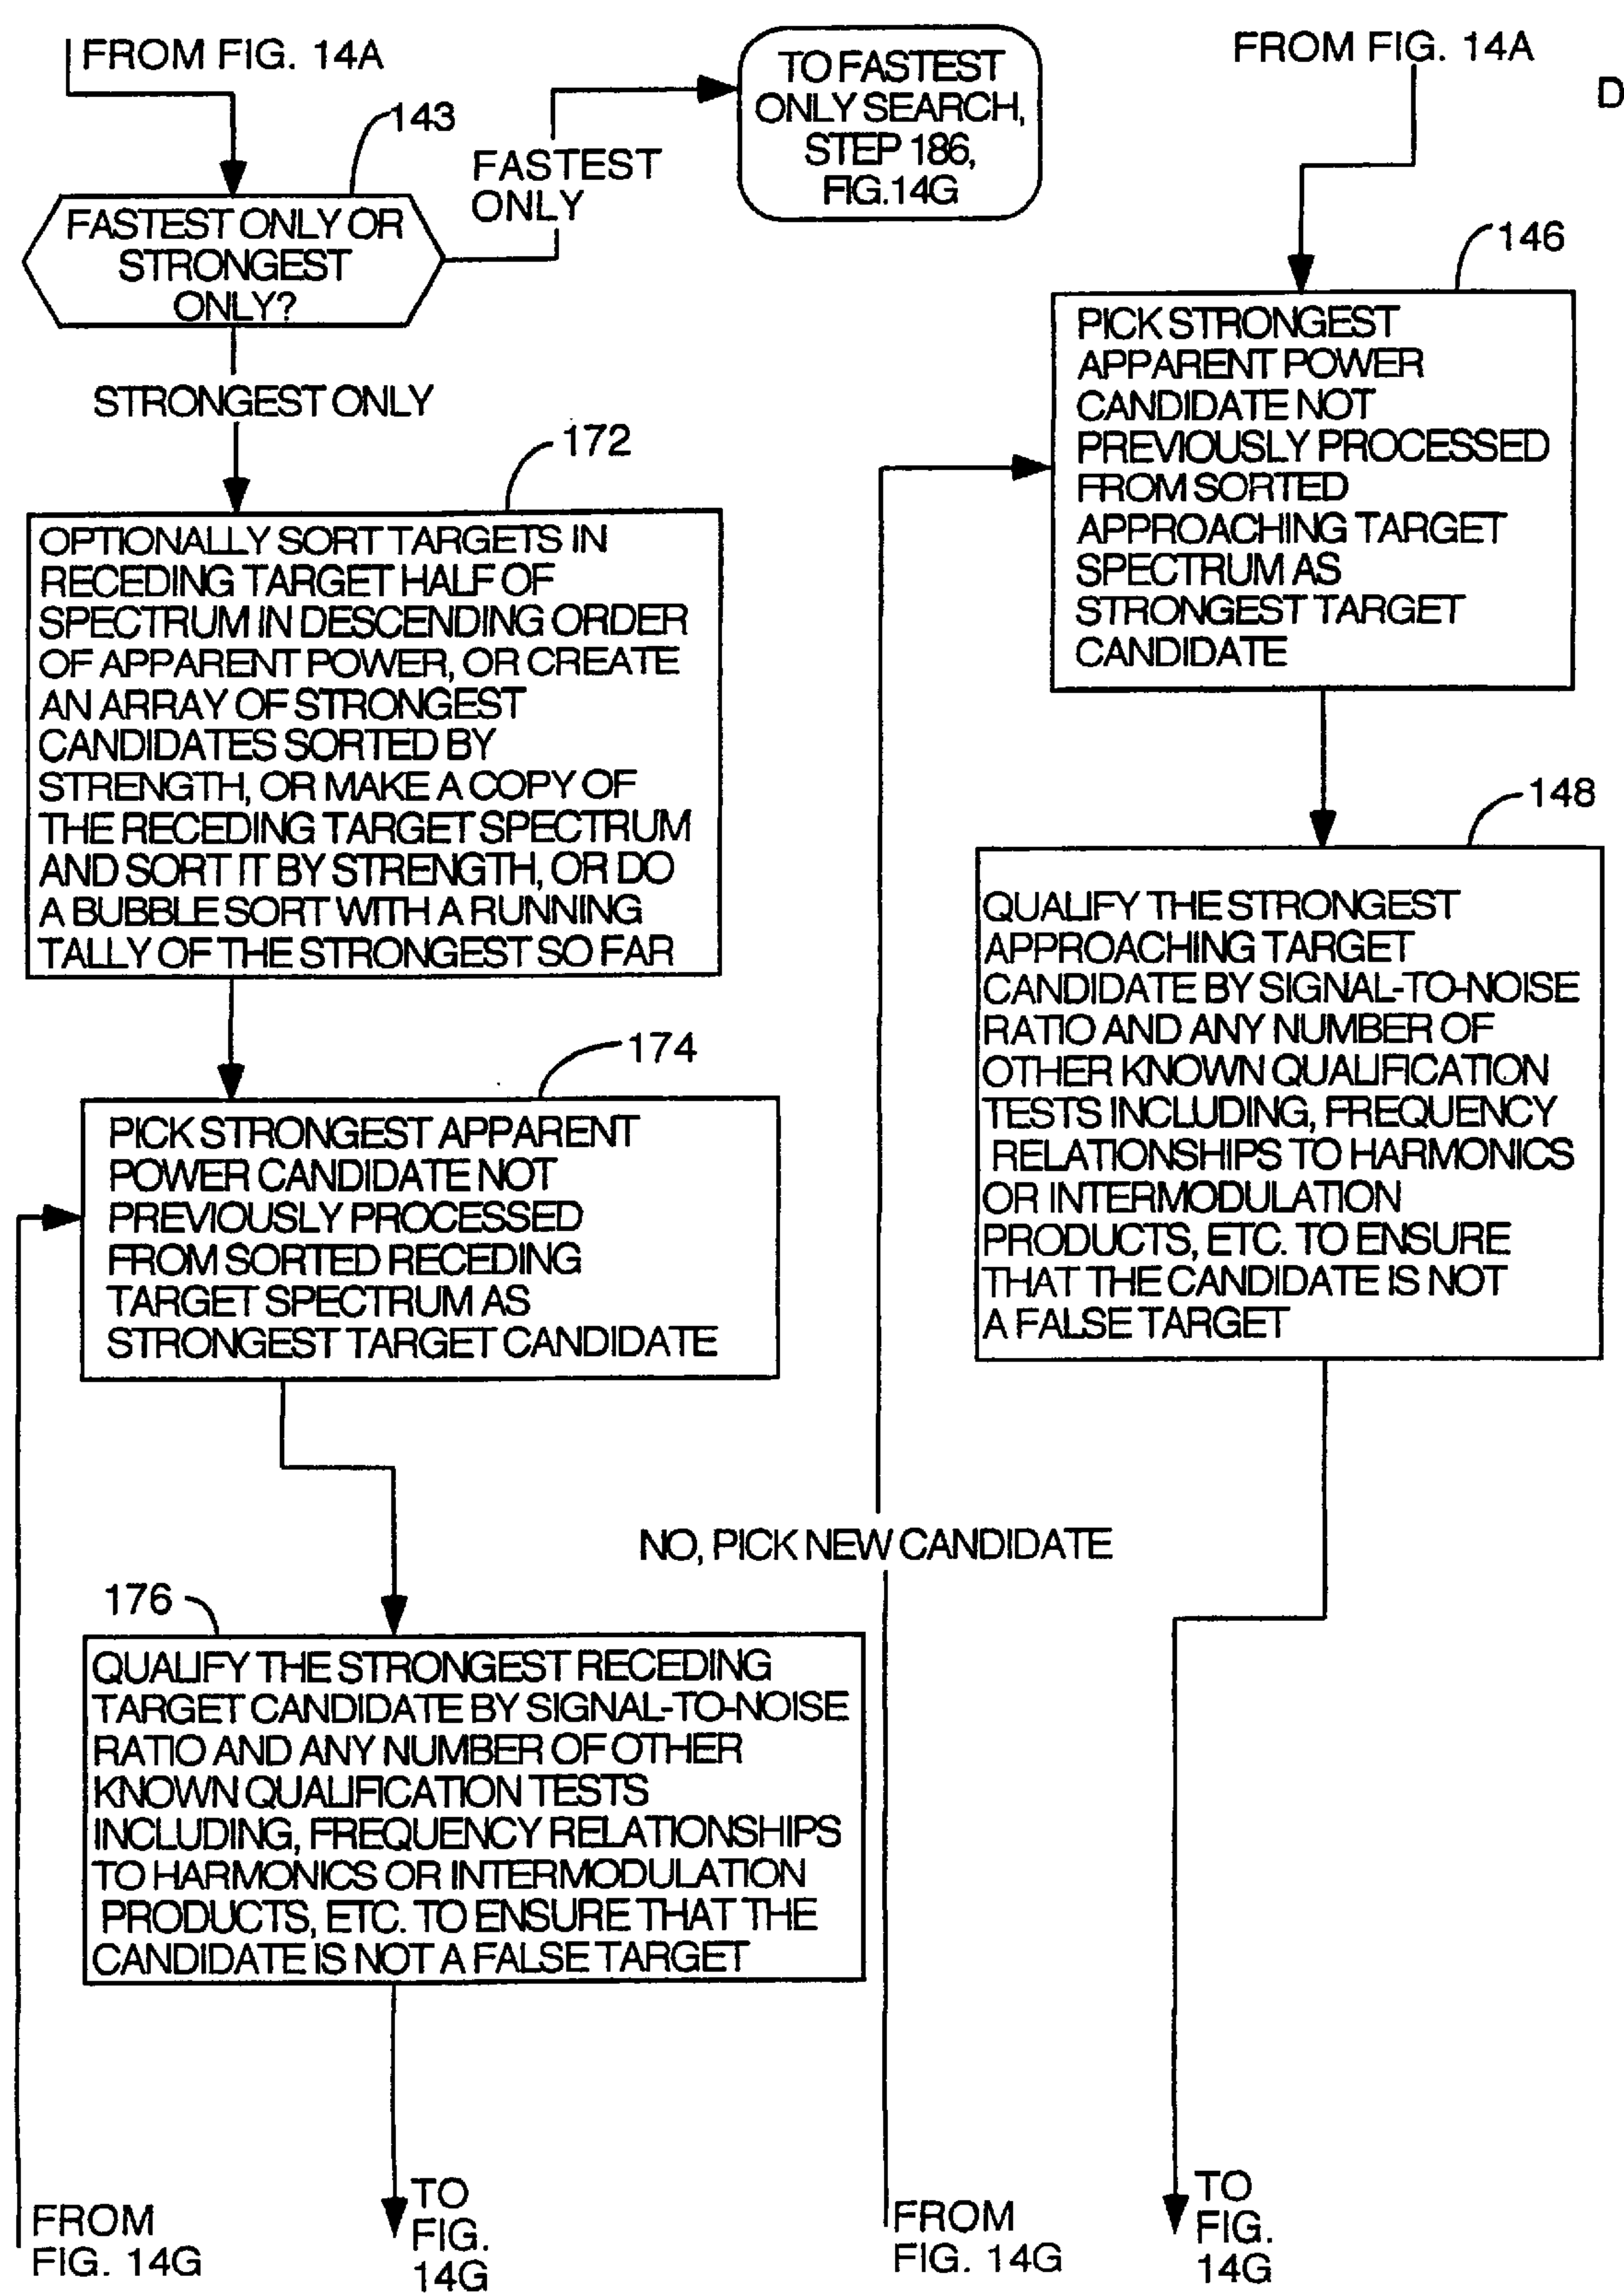 FROM FIG. 14A
143
FASTEST ONLY OR
STRONGEST
ONLY?
FASTEST
ONLY
TO FASTEST
ONLY SEARCH,
STEP 186,
FIG.14G
STRONGEST ONLY
172
OPTIONALLY SORT TARGETS IN
RECEDING TARGET HALF OF
SPECTRUM IN DESCENDING ORDER
OF APPARENT POWER, OR CREATE
AN ARRAY OF STRONGEST
CANDIDATES SORTED BY
STRENGTH, OR MAKE A COPY OF
THE RECEDING TARGET SPECTRUM
AND SORT IT BY STRENGTH, OR DO
A BUBBLE SORT WITH A RUNNING
TALLY OF THE STRONGEST SO FAR
174
PICK STRONGEST APPARENT
POWER CANDIDATE NOT
PREVIOUSLY PROCESSED
FROM SORTED RECEDING
TARGET SPECTRUM AS
STRONGEST TARGET CANDIDATE
176
QUALIFY THE STRONGEST RECEDING
TARGET CANDIDATE BY SIGNAL-TO-NOISE
RATIO AND ANY NUMBER OF OTHER
KNOWN QUALIFICATION TESTS
INCLUDING, FREQUENCY RELATIONSHIPS
TO HARMONICS OR INTERMODULATION
PRODUCTS, ETC. TO ENSURE THAT THE
CANDIDATE IS NOT A FALSE TARGET
FROM
FIG. 14G
TO
FIG.
14G
FROM FIG. 14A
D
146
PICK STRONGEST
APPARENT POWER
CANDIDATE NOT
PREVIOUSLY PROCESSED
FROM SORTED
APPROACHING TARGET
SPECTRUM AS
STRONGEST TARGET
CANDIDATE
148
QUALIFY THE STRONGEST
APPROACHING TARGET
CANDIDATE BY SIGNAL-TO-NOISE
RATIO AND ANY NUMBER OF
OTHER KNOWN QUALIFICATION
TESTS INCLUDING, FREQUENCY
RELATIONSHIPS TO HARMONICS
OR INTERMODULATION
PRODUCTS, ETC. TO ENSURE
THAT THE CANDIDATE IS NOT
A FALSE TARGET
NO, PICK NEW CANDIDATE
FROM
FIG. 14G
TO
FIG.
14G